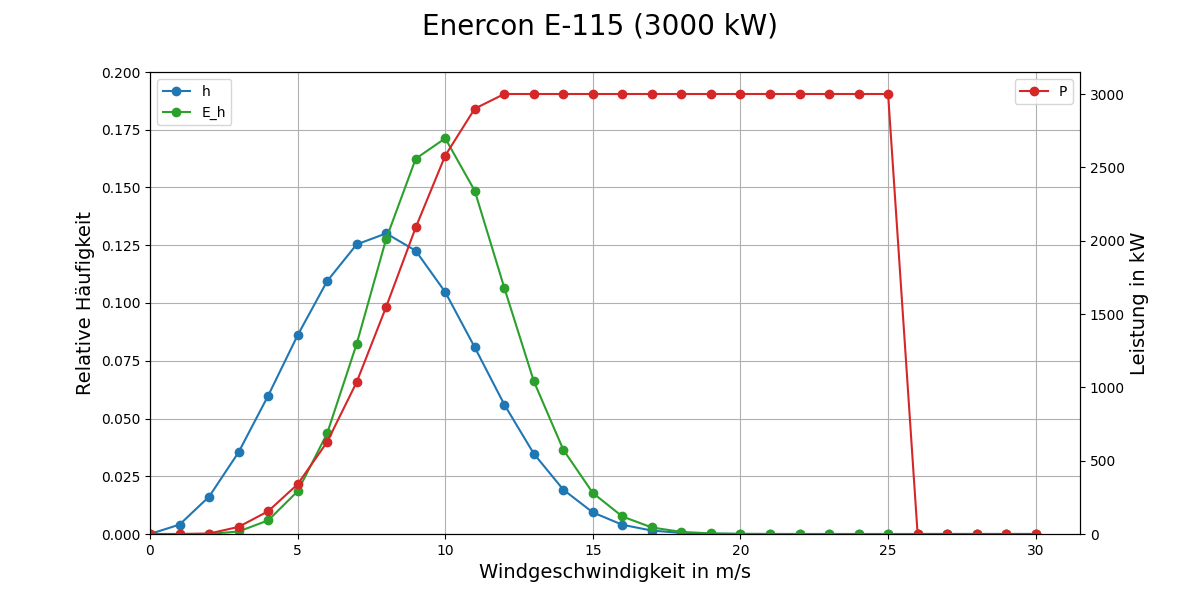 Enercon E-115 (3000 kW)
h
E_h
P
0.200
0.175
0.150
0.125
0.100
0.075
0.050
0.025
0.000
Relative Häufigkeit
3000
2500
2000
1500
1000
500
0
Leistung in kW
0 5 10 15 20 25 30
Windgeschwindigkeit in m/s